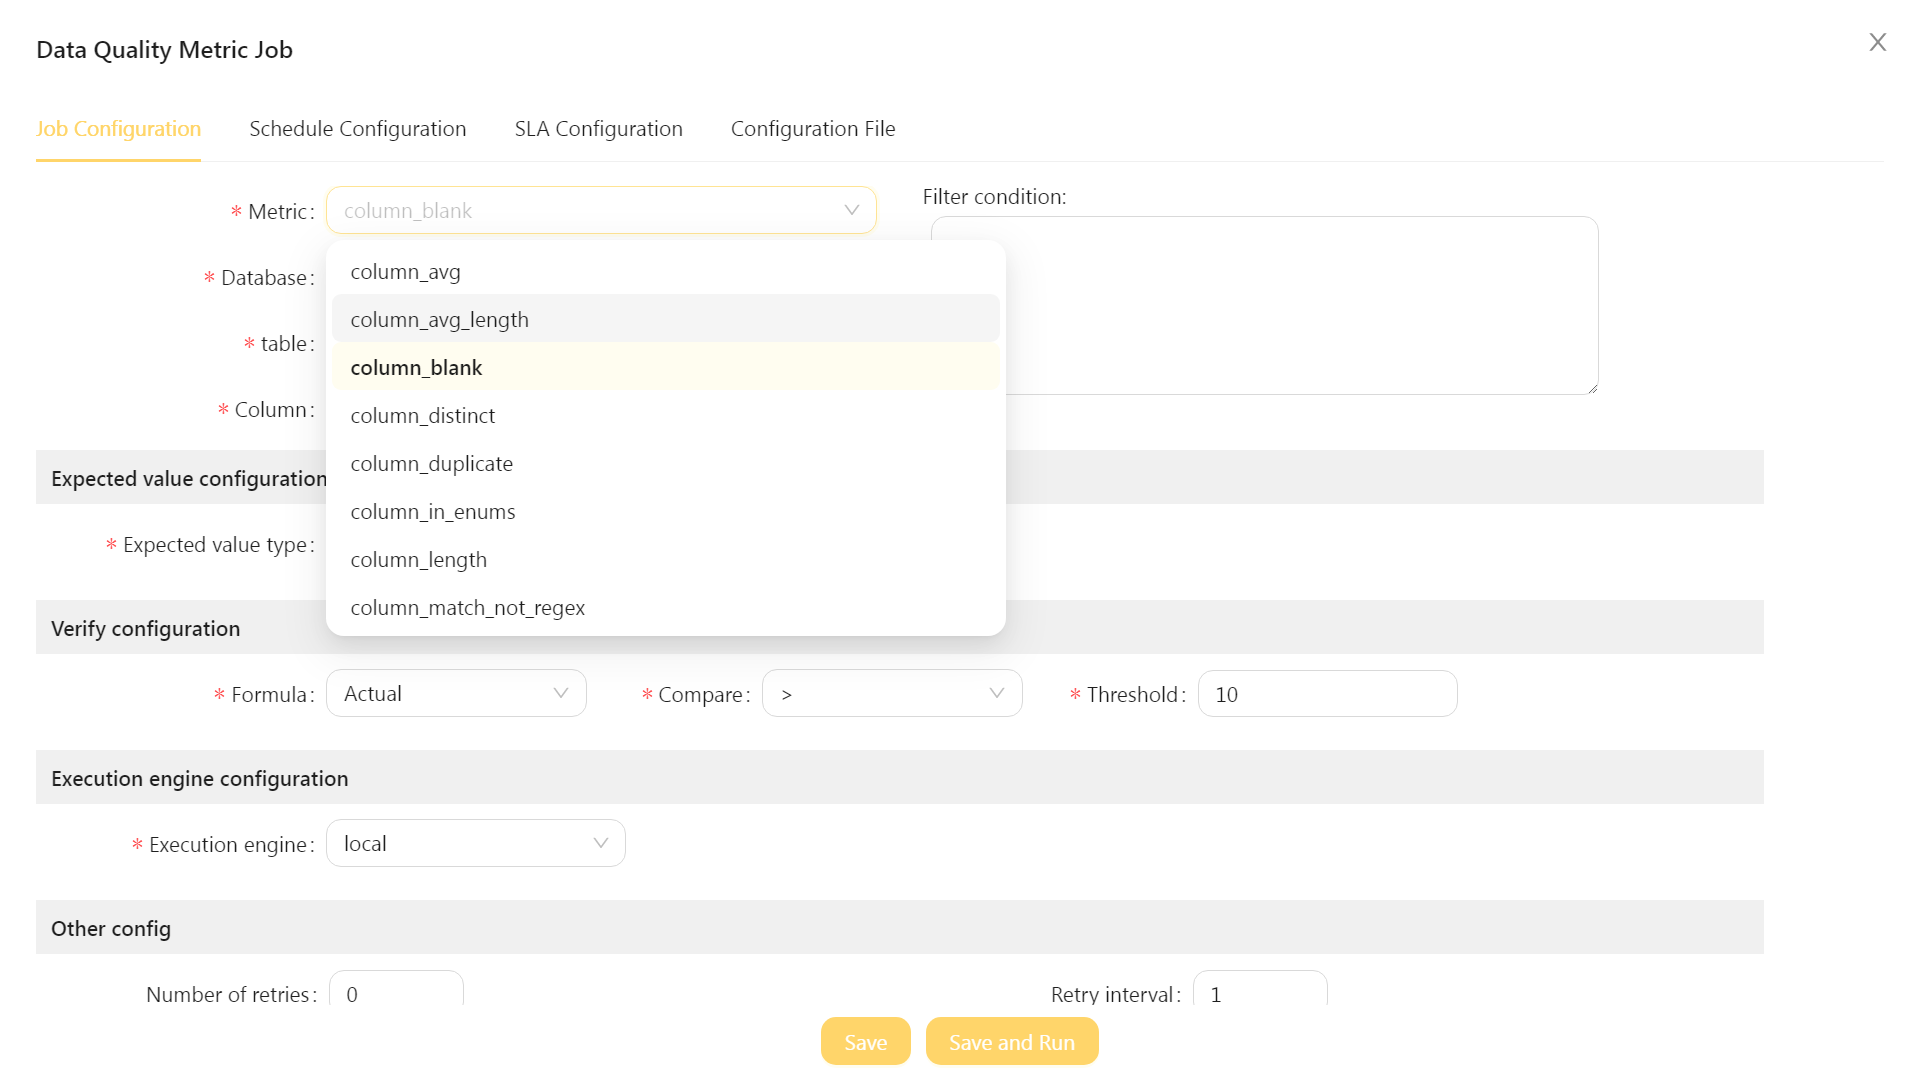 Data Quality Metric Job
Job Configuration Schedule Configuration SLA Configuration Configuration File
* Metric: column_blank
Filter condition:
* Database:
* table:
* Column:
column_avg
column_avg_length
column_blank
column_distinct
column_duplicate
column_in_enums
column_length
column_match_not_regex
Expected value configuration
* Expected value type:
Verify configuration
* Formula: Actual * Compare: > * Threshold: 10
Execution engine configuration
* Execution engine: local
Other config
Number of retries: 0 Retry interval: 1
Save Save and Run